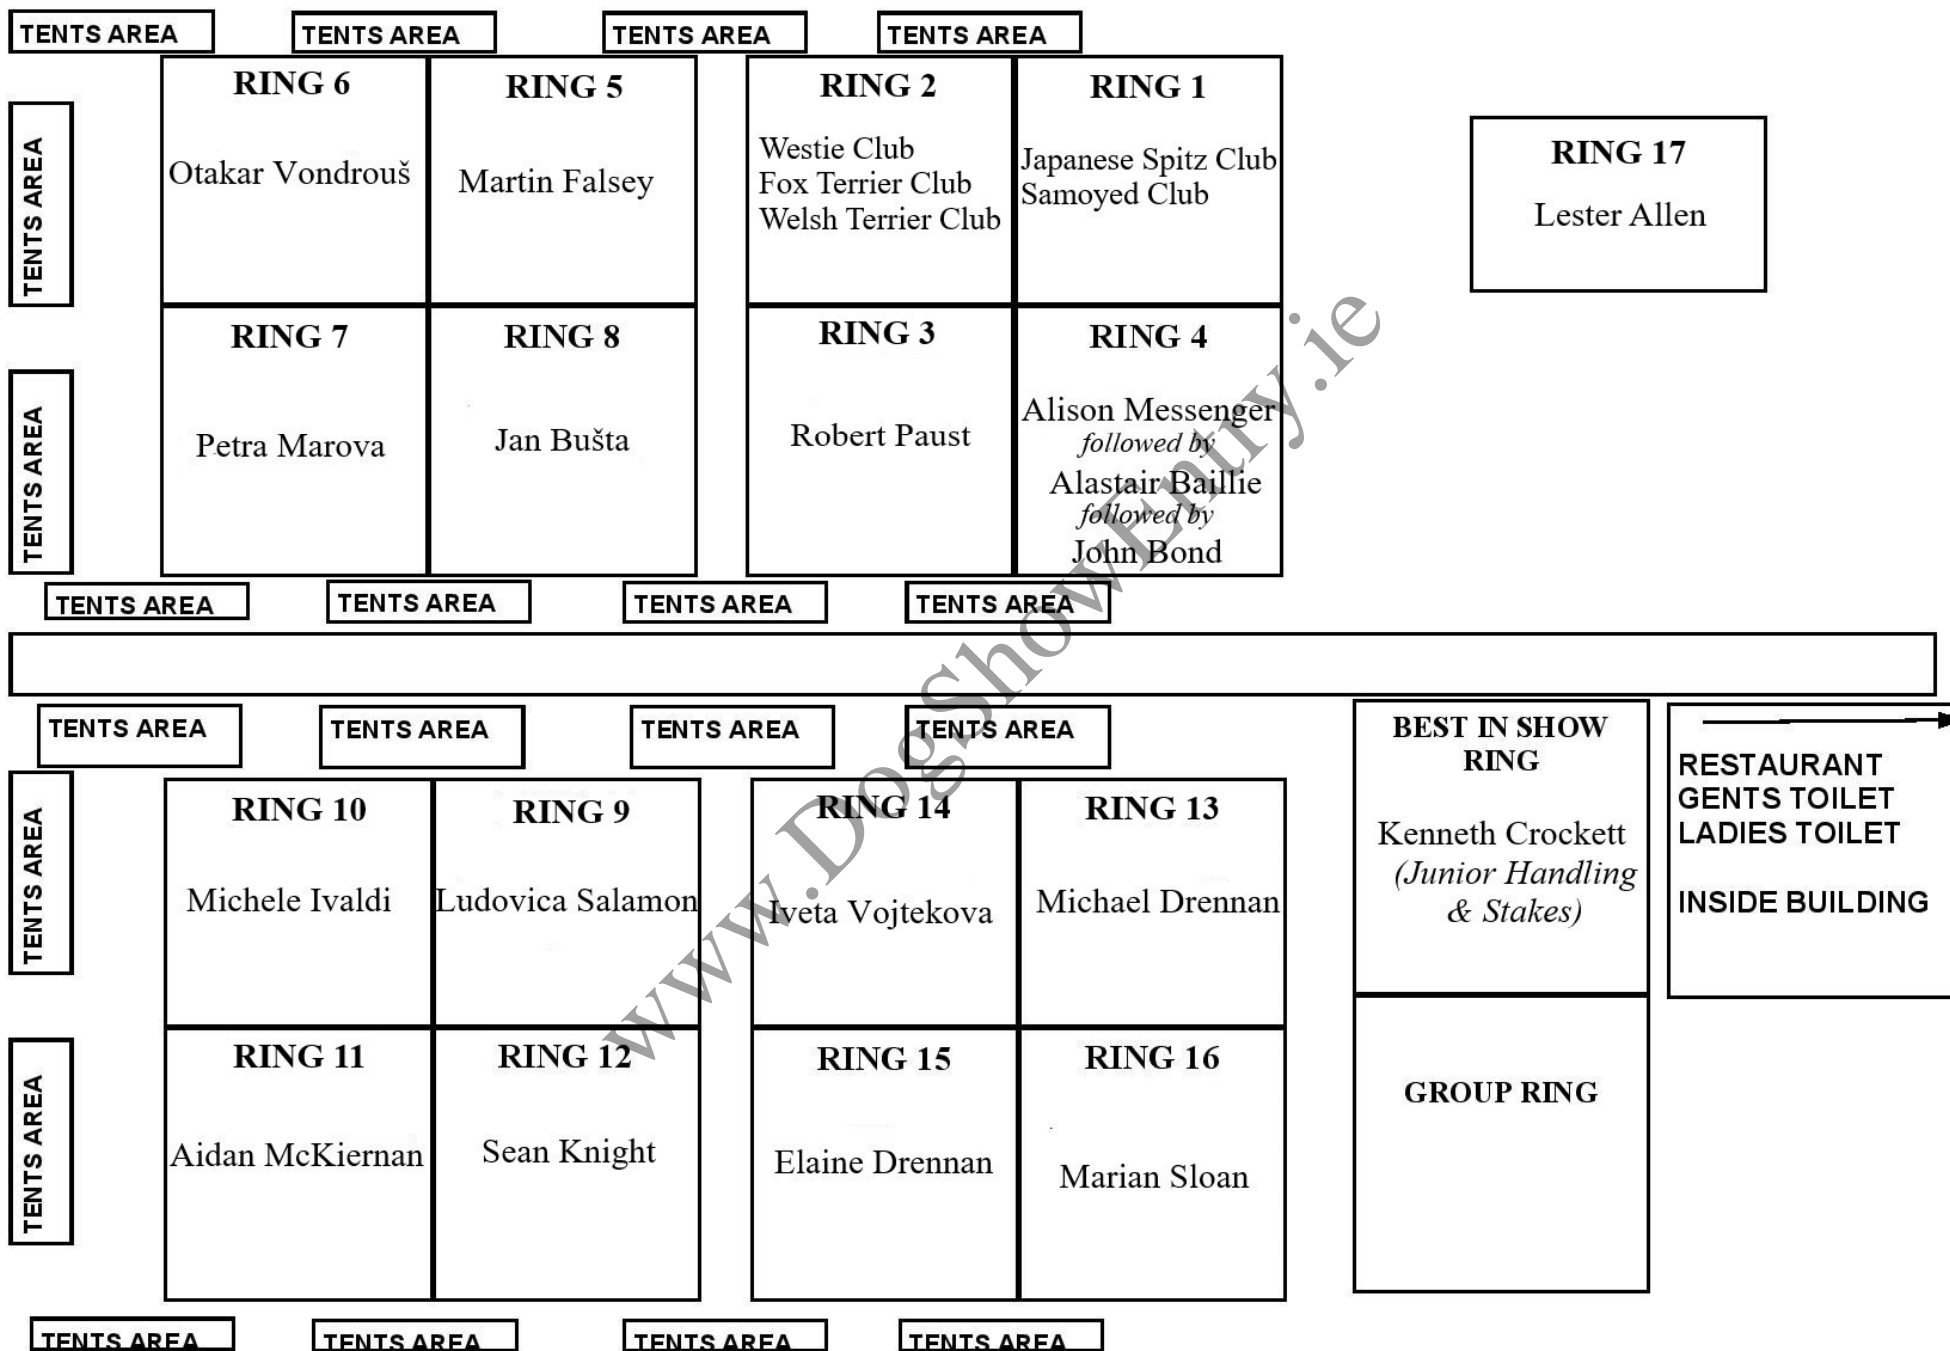 TENTS AREA
TENTS AREA
TENTS AREA
TENTS AREA
TENTS AREA
RING 6
Otakar Vondrouš
RING 5
Martin Falsey
RING 2
Westie Club
Fox Terrier Club
Welsh Terrier Club
RING 1
Japanese Spitz Club
Samoyed Club
RING 17
Lester Allen
TENTS AREA
RING 7
Petra Marova
RING 8
Jan Bušta
RING 3
Robert Paust
RING 4
Alison Messenger
followed by
Alastair Baillie
followed by
John Bond
TENTS AREA
TENTS AREA
TENTS AREA
TENTS AREA
www.DogShowEntry.ie
TENTS AREA
TENTS AREA
TENTS AREA
TENTS AREA
TENTS AREA
RING 10
Michele Ivaldi
RING 9
Ludovica Salamon
RING 14
Iveta Vojtekova
RING 13
Michael Drennan
BEST IN SHOW
RING
Kenneth Crockett
(Junior Handling
& Stakes)
RESTAURANT
GENTS TOILET
LADIES TOILET
INSIDE BUILDING
TENTS AREA
RING 11
Aidan McKiernan
RING 12
Sean Knight
RING 15
Elaine Drennan
RING 16
Marian Sloan
GROUP RING
TENTS AREA
TENTS AREA
TENTS AREA
TENTS AREA